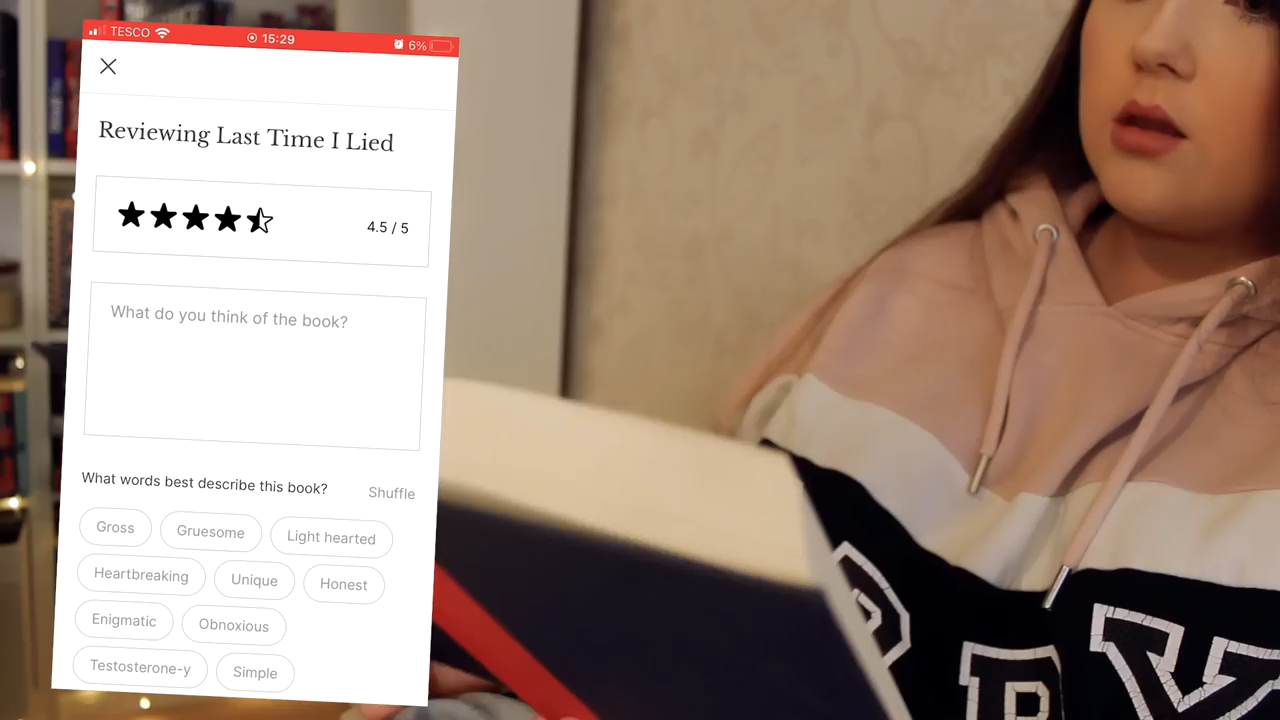 TESCO 15:29 6%
Reviewing Last Time I Lied
4.5 / 5
What do you think of the book?
What words best describe this book? Shuffle
Gross Gruesome Light hearted
Heartbreaking Unique Honest
Enigmatic Obnoxious
Testosterone-y Simple